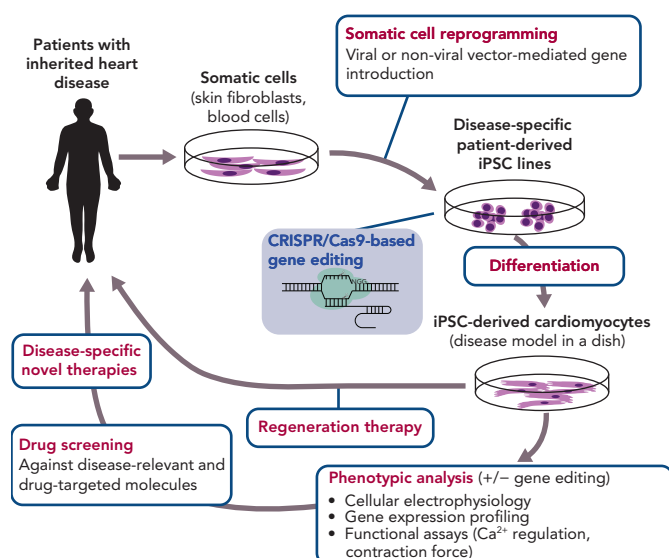 Patients with
inherited heart
disease
Somatic cells
(skin fibroblasts,
blood cells)
Somatic cell reprogramming
Viral or non-viral vector-mediated gene
introduction
Disease-specific
patient-derived
iPSC lines
CRISPR/Cas9-based
gene editing
NGG
Differentiation
iPSC-derived cardiomyocytes
(disease model in a dish)
Disease-specific
novel therapies
Regeneration therapy
Drug screening
Against disease-relevant and
drug-targeted molecules
Phenotypic analysis (+/− gene editing)
• Cellular electrophysiology
• Gene expression profiling
• Functional assays (Ca²⁺ regulation,
contraction force)